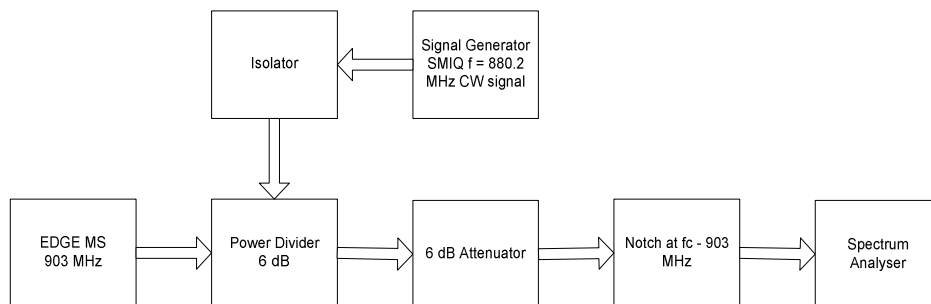 Isolator
Signal Generator
SMIQ f = 880.2
MHz CW signal
EDGE MS
903 MHz
Power Divider
6 dB
6 dB Attenuator
Notch at fc - 903
MHz
Spectrum
Analyser